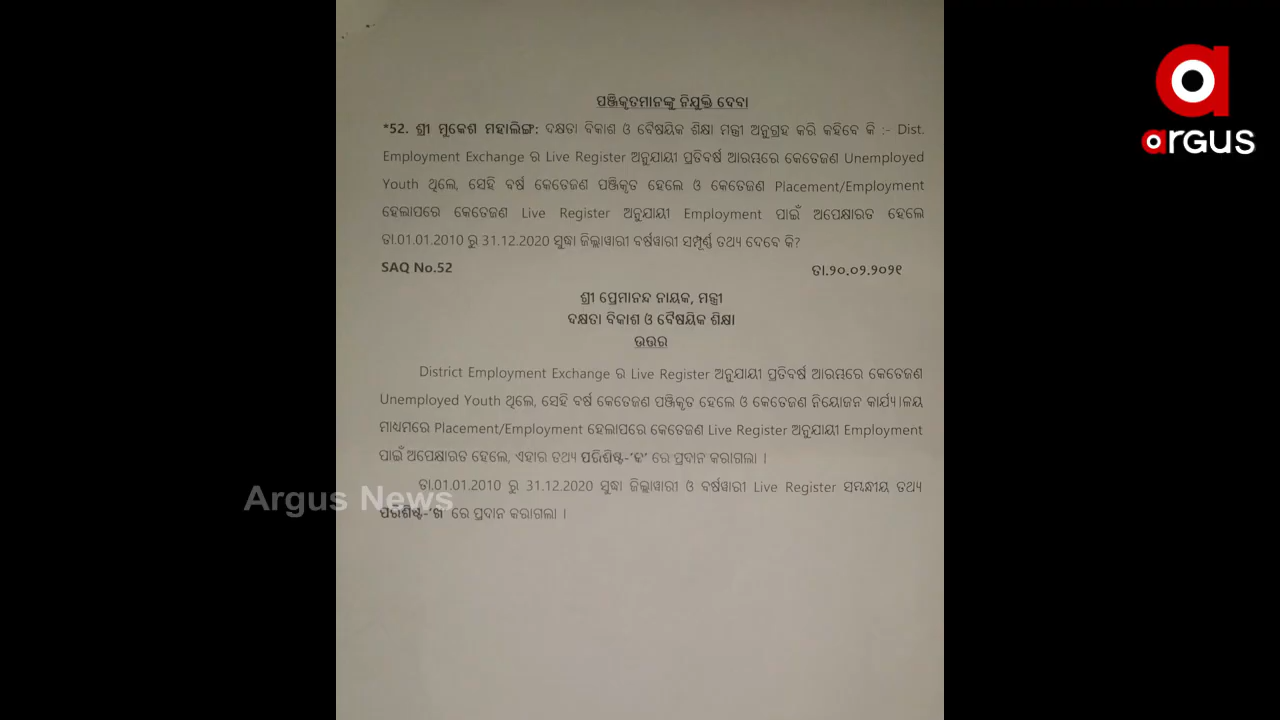 ପଞ୍ଜିକୃତମାନଙ୍କୁ ନିଯୁକ୍ତି ଦେବା
*52. ଶ୍ରୀ ମୁକେଶ ମହାଲିଙ୍ଗ: ଦକ୍ଷତା ବିକାଶ ଓ ବୈଷୟିକ ଶିକ୍ଷା ମନ୍ତ୍ରୀ ଅନୁଗ୍ରହ କରି କହିବେ କି :- Dist.
Employment Exchange ର Live Register ଅନୁଯାୟୀ ପ୍ରତିବର୍ଷ ଆରମ୍ଭରେ କେତେଜଣ Unemployed
Youth ଥିଲେ, ସେହି ବର୍ଷ କେତେଜଣ ପଞ୍ଜିକୃତ ହେଲେ ଓ କେତେଜଣ Placement/Employment
ହେଲାପରେ କେତେଜଣ Live Register ଅନୁଯାୟୀ Employment ପାଇଁ ଅପେକ୍ଷାରତ ହେଲେ
ତା.01.01.2010 ରୁ 31.12.2020 ସୁଦ୍ଧା ଜିଲ୍ଲାୱାରୀ ବର୍ଷୱାରୀ ସମ୍ପୂର୍ଣ୍ଣ ତଥ୍ୟ ଦେବେ କି?
SAQ No.52 ତା.୨୦.୦୨.୨୦୨୧
ଶ୍ରୀ ପ୍ରେମାନନ୍ଦ ନାୟକ, ମନ୍ତ୍ରୀ
ଦକ୍ଷତା ବିକାଶ ଓ ବୈଷୟିକ ଶିକ୍ଷା
ଉତ୍ତର
District Employment Exchange ର Live Register ଅନୁଯାୟୀ ପ୍ରତିବର୍ଷ ଆରମ୍ଭରେ କେତେଜଣ
Unemployed Youth ଥିଲେ, ସେହି ବର୍ଷ କେତେଜଣ ପଞ୍ଜିକୃତ ହେଲେ ଓ କେତେଜଣ ନିୟୋଜନ କାର୍ଯ୍ୟାଳୟ
ମାଧ୍ୟମରେ Placement/Employment ହେଲାପରେ କେତେଜଣ Live Register ଅନୁଯାୟୀ Employment
ପାଇଁ ଅପେକ୍ଷାରତ ହେଲେ, ଏହାର ତଥ୍ୟ ପରିଶିଷ୍ଟ-‘କ’ ରେ ପ୍ରଦାନ କରାଗଲା ।
ତା.01.01.2010 ରୁ 31.12.2020 ସୁଦ୍ଧା ଜିଲ୍ଲାୱାରୀ ଓ ବର୍ଷୱାରୀ Live Register ସମ୍ବନ୍ଧୀୟ ତଥ୍ୟ
ପରିଶିଷ୍ଟ-‘ଖ’ ରେ ପ୍ରଦାନ କରାଗଲା ।
Argus News
argus